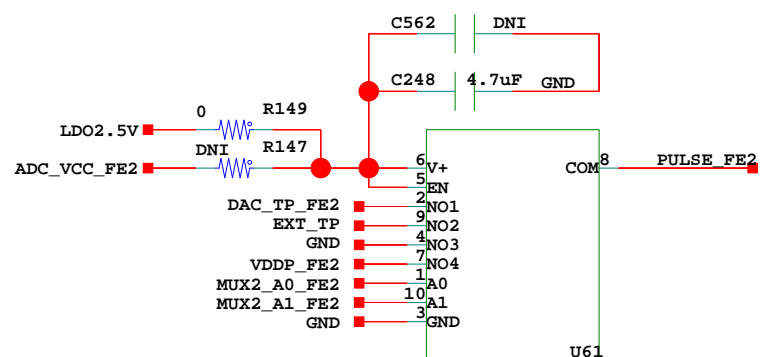 C562 DNI
C248 4.7uF GND
0 R149
LDO2.5V
DNI R147
ADC_VCC_FE2
6 V+ COM 8 PULSE_FE2
5 EN
DAC_TP_FE2 2 NO1
EXT_TP 9 NO2
GND 4 NO3
VDDP_FE2 7 NO4
MUX2_A0_FE2 1 A0
MUX2_A1_FE2 10 A1
GND 3 GND
U61